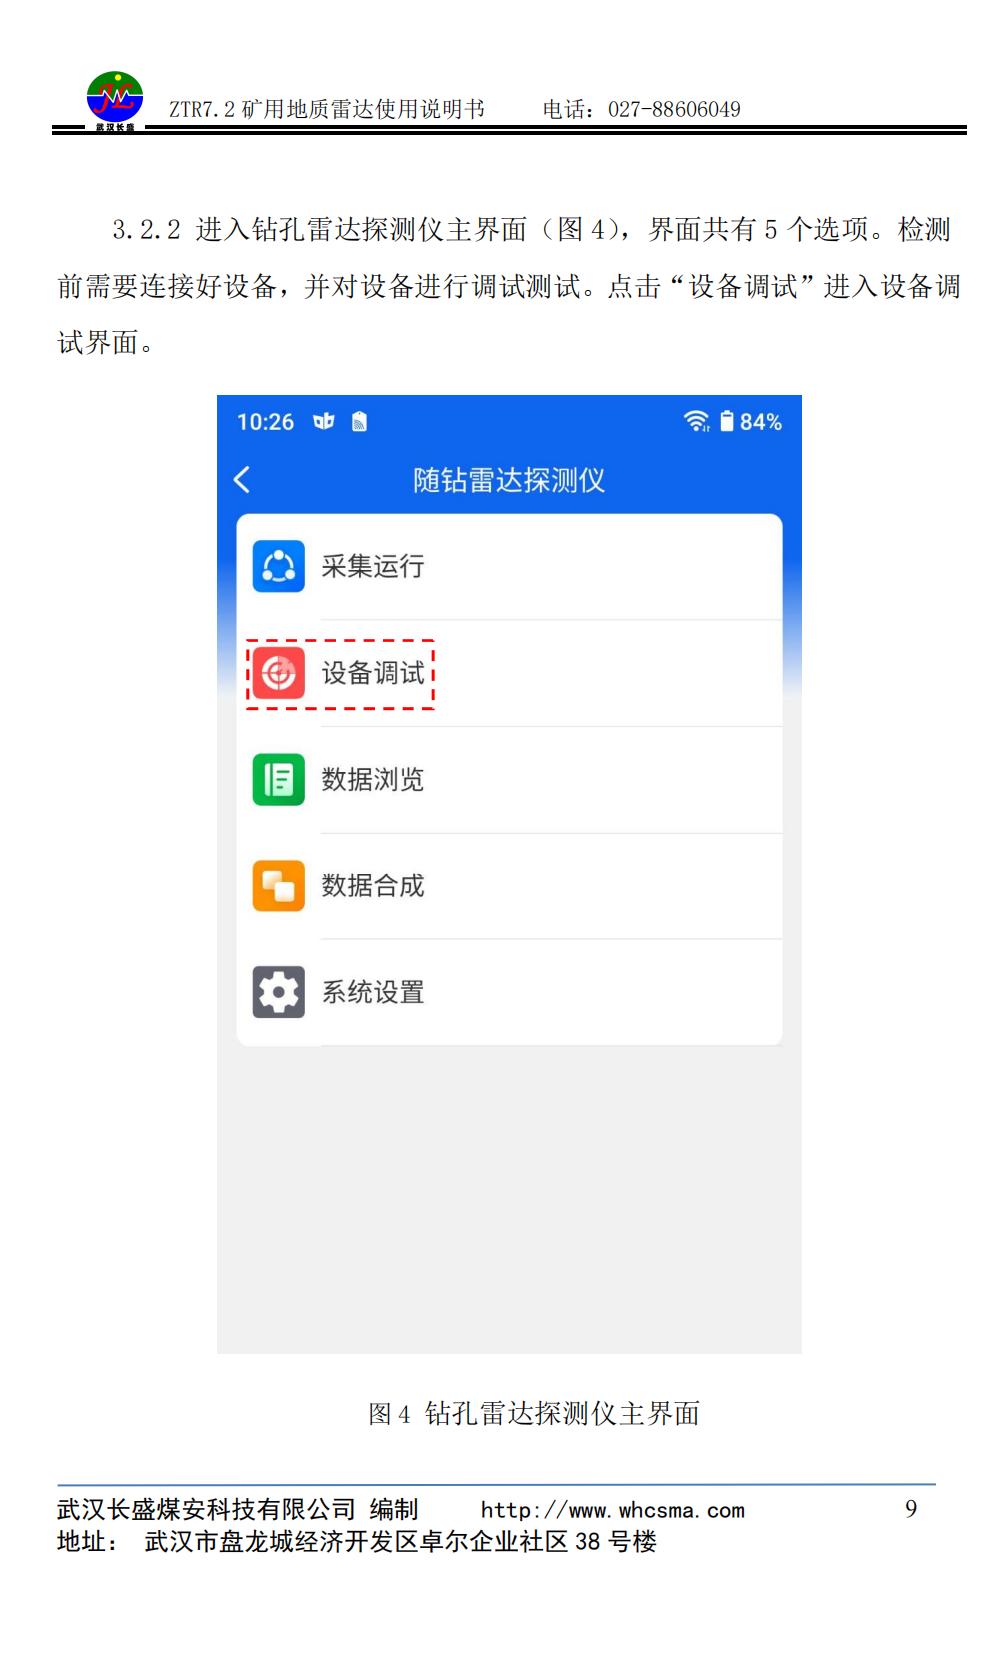 武汉长盛
ZTR7.2 矿用地质雷达使用说明书 电话：027-88606049
3.2.2 进入钻孔雷达探测仪主界面（图 4），界面共有 5 个选项。检测
前需要连接好设备，并对设备进行调试测试。点击“设备调试”进入设备调
试界面。
10:26 84%
随钻雷达探测仪
采集运行
设备调试
数据浏览
数据合成
系统设置
图 4 钻孔雷达探测仪主界面
武汉长盛煤安科技有限公司 编制 http://www.whcsma.com 9
地址： 武汉市盘龙城经济开发区卓尔企业社区 38 号楼